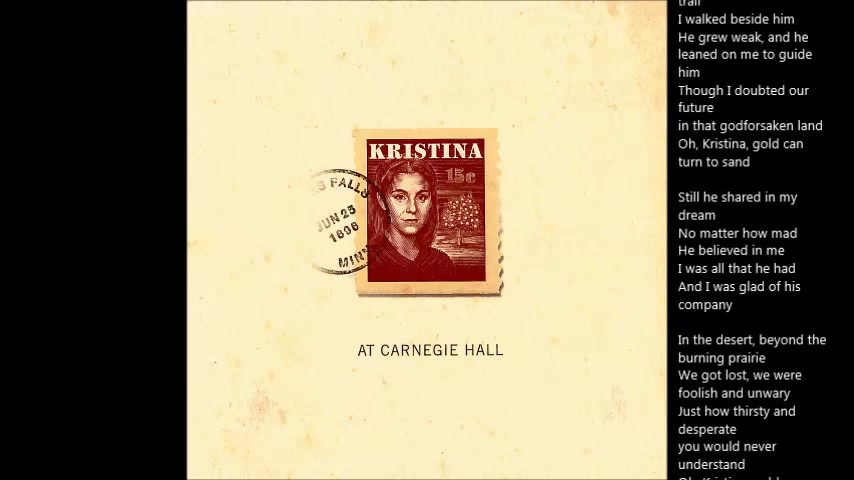 KRISTINA
15c
FALLS
JUN 23
1896
MINN
AT CARNEGIE HALL
trail
I walked beside him
He grew weak, and he
leaned on me to guide
him
Though I doubted our
future
in that godforsaken land
Oh, Kristina, gold can
turn to sand
Still he shared in my
dream
No matter how mad
He believed in me
I was all that he had
And I was glad of his
company
In the desert, beyond the
burning prairie
We got lost, we were
foolish and unwary
Just how thirsty and
desperate
you would never
understand